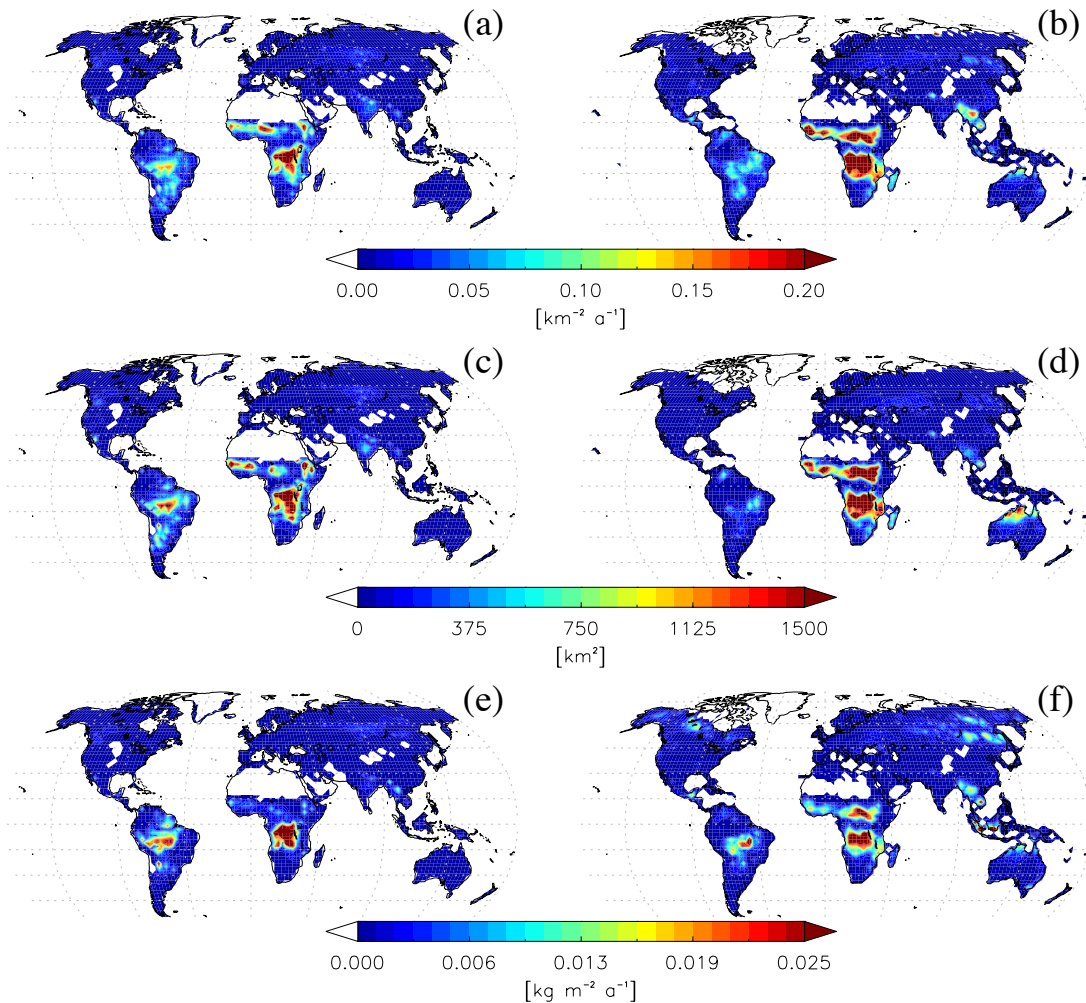 (a) (b)
0.00 0.05 0.10 0.15 0.20
[km⁻² a⁻¹]
(c) (d)
0 375 750 1125 1500
[km²]
(e) (f)
0.000 0.006 0.013 0.019 0.025
[kg m⁻² a⁻¹]